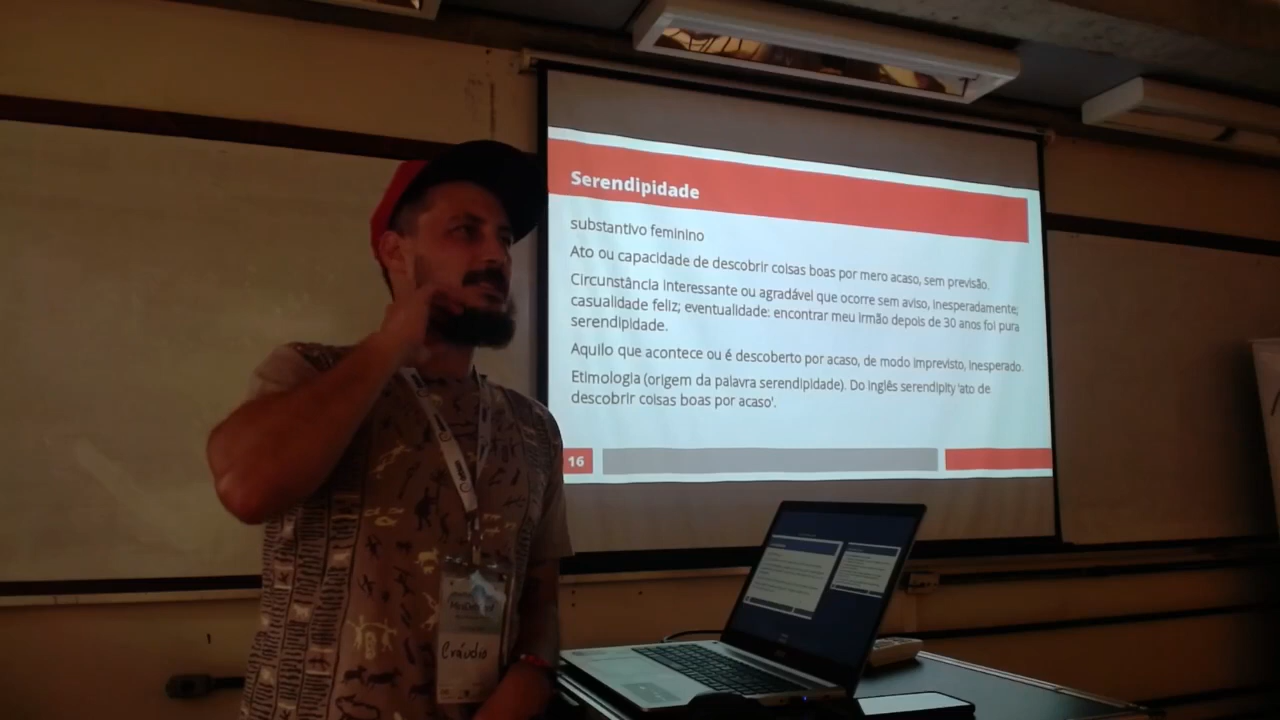 Serendipidade
substantivo feminino
Ato ou capacidade de descobrir coisas boas por mero acaso, sem previsão.
Circunstância interessante ou agradável que ocorre sem aviso, inesperadamente;
casualidade feliz; eventualidade: encontrar meu irmão depois de 30 anos foi pura
serendipidade.
Aquilo que acontece ou é descoberto por acaso, de modo imprevisto, inesperado.
Etimologia (origem da palavra serendipidade). Do inglês serendipity 'ato de
descobrir coisas boas por acaso'.
16
Cráudio